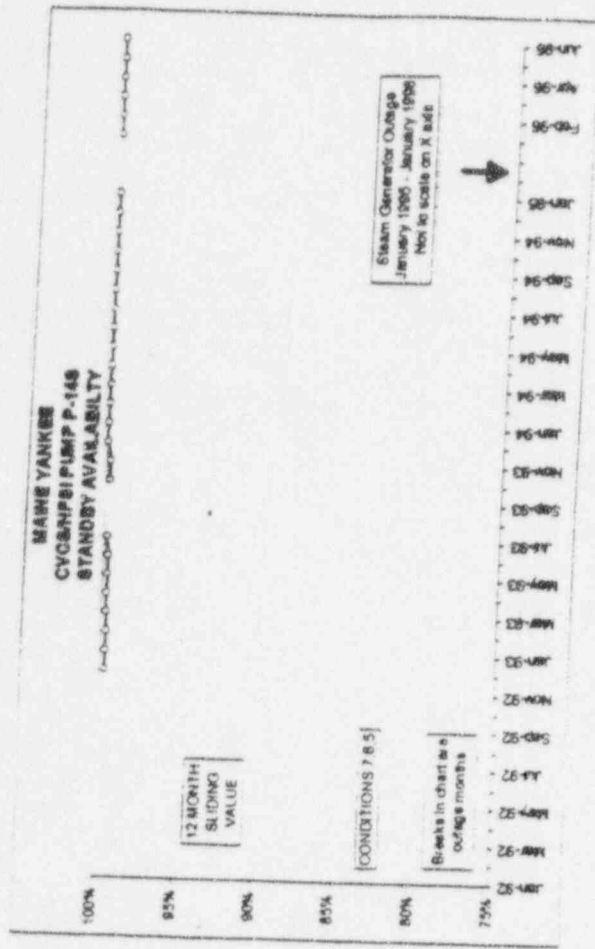 MAINE YANKEE
CVCS/HPSI PUMP P-14S
STANDBY AVAILABILTY
100%
95%
90%
85%
80%
75%
12 MONTH
SLIDING
VALUE
CONDITIONS 7.8.5
Breaks in chart are
outage months
Steam Generator Outage
January 1995 - January 1996
Not to scale on X axis
Jan-92
Mar-92
May-92
Jul-92
Sep-92
Nov-92
Jan-93
Mar-93
May-93
Jul-93
Sep-93
Nov-93
Jan-94
Mar-94
May-94
Jul-94
Sep-94
Nov-94
Jan-95
Feb-96
Apr-96
Jun-96